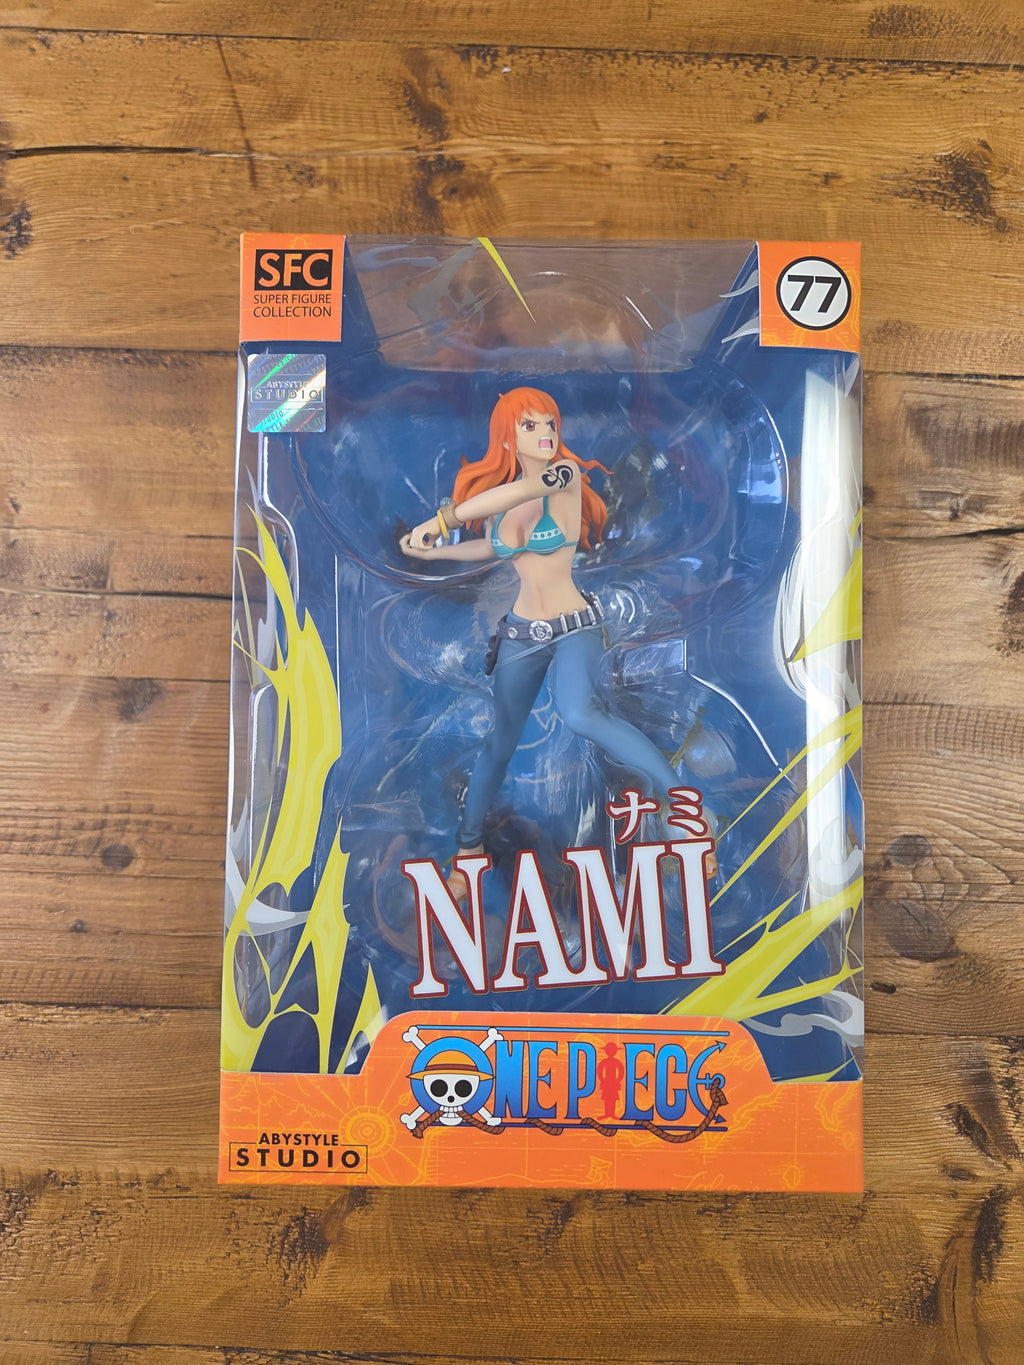 SFC
SUPER FIGURE
COLLECTION
77
ABYSTYLE
STUDIO
ナミ
NAMI
ONE PIECE
ABYSTYLE
STUDIO